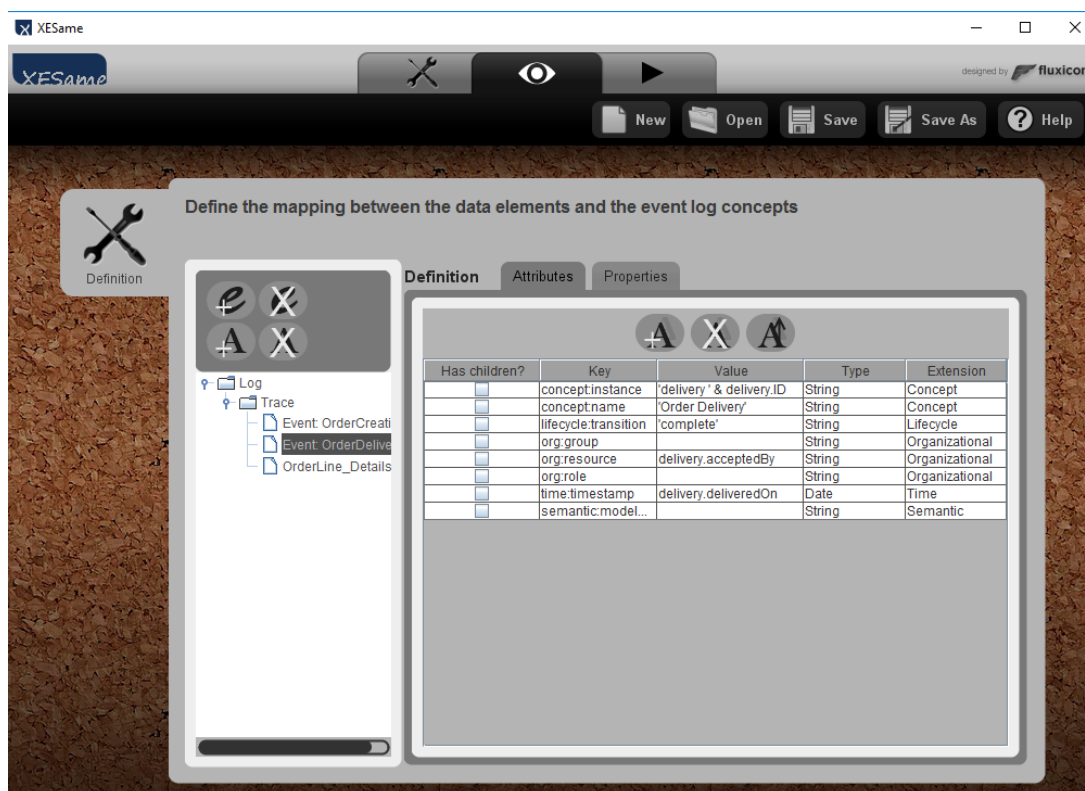 XESame
XESame
designed by fluxicon
New Open Save Save As Help
Define the mapping between the data elements and the event log concepts
Definition
Definition Attributes Properties
Log
Trace
Event: OrderCreati
Event: OrderDelive
OrderLine_Details
Has children? Key Value Type Extension
concept:instance 'delivery ' & delivery.ID String Concept
concept:name 'Order Delivery' String Concept
lifecycle:transition 'complete' String Lifecycle
org:group String Organizational
org:resource delivery.acceptedBy String Organizational
org:role String Organizational
time:timestamp delivery.deliveredOn Date Time
semantic:model... String Semantic